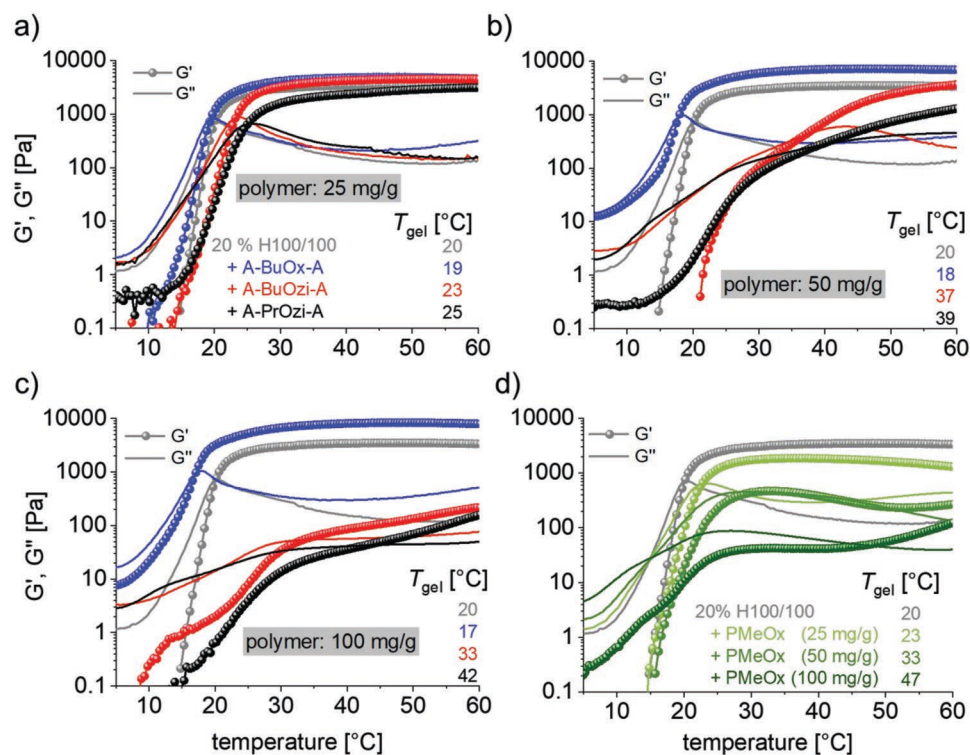 a)
10000
1000
100
10
1
0.1
G', G'' [Pa]
G'
G''
polymer: 25 mg/g
T gel [°C]
20 % H100/100 20
+ A-BuOx-A 19
+ A-BuOzi-A 23
+ A-PrOzi-A 25
10 20 30 40 50 60
b)
10000
1000
100
10
1
0.1
G'
G''
T gel [°C]
20
18
37
39
polymer: 50 mg/g
10 20 30 40 50 60
c)
10000
1000
100
10
1
0.1
G', G'' [Pa]
G'
G''
polymer: 100 mg/g
T gel [°C]
20
17
33
42
10 20 30 40 50 60
temperature [°C]
d)
10000
1000
100
10
1
0.1
G'
G''
T gel [°C]
20% H100/100 20
+ PMeOx (25 mg/g) 23
+ PMeOx (50 mg/g) 33
+ PMeOx (100 mg/g) 47
10 20 30 40 50 60
temperature [°C]